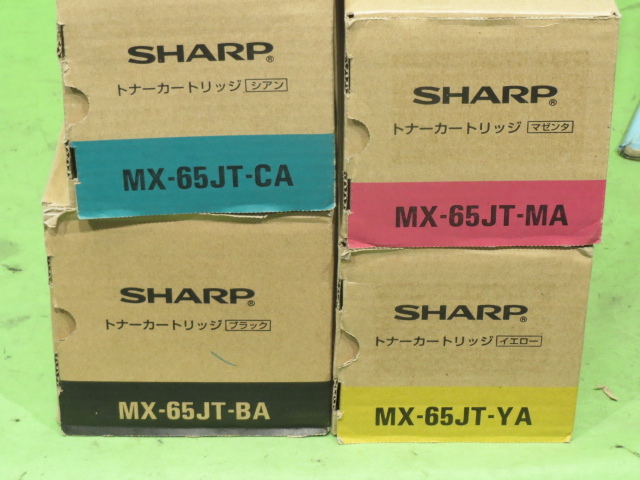 SHARP®
トナーカートリッジ シアン
MX-65JT-CA
SHARP®
トナーカートリッジ マゼンタ
MX-65JT-MA
SHARP®
トナーカートリッジ ブラック
MX-65JT-BA
SHARP®
トナーカートリッジ イエロー
MX-65JT-YA